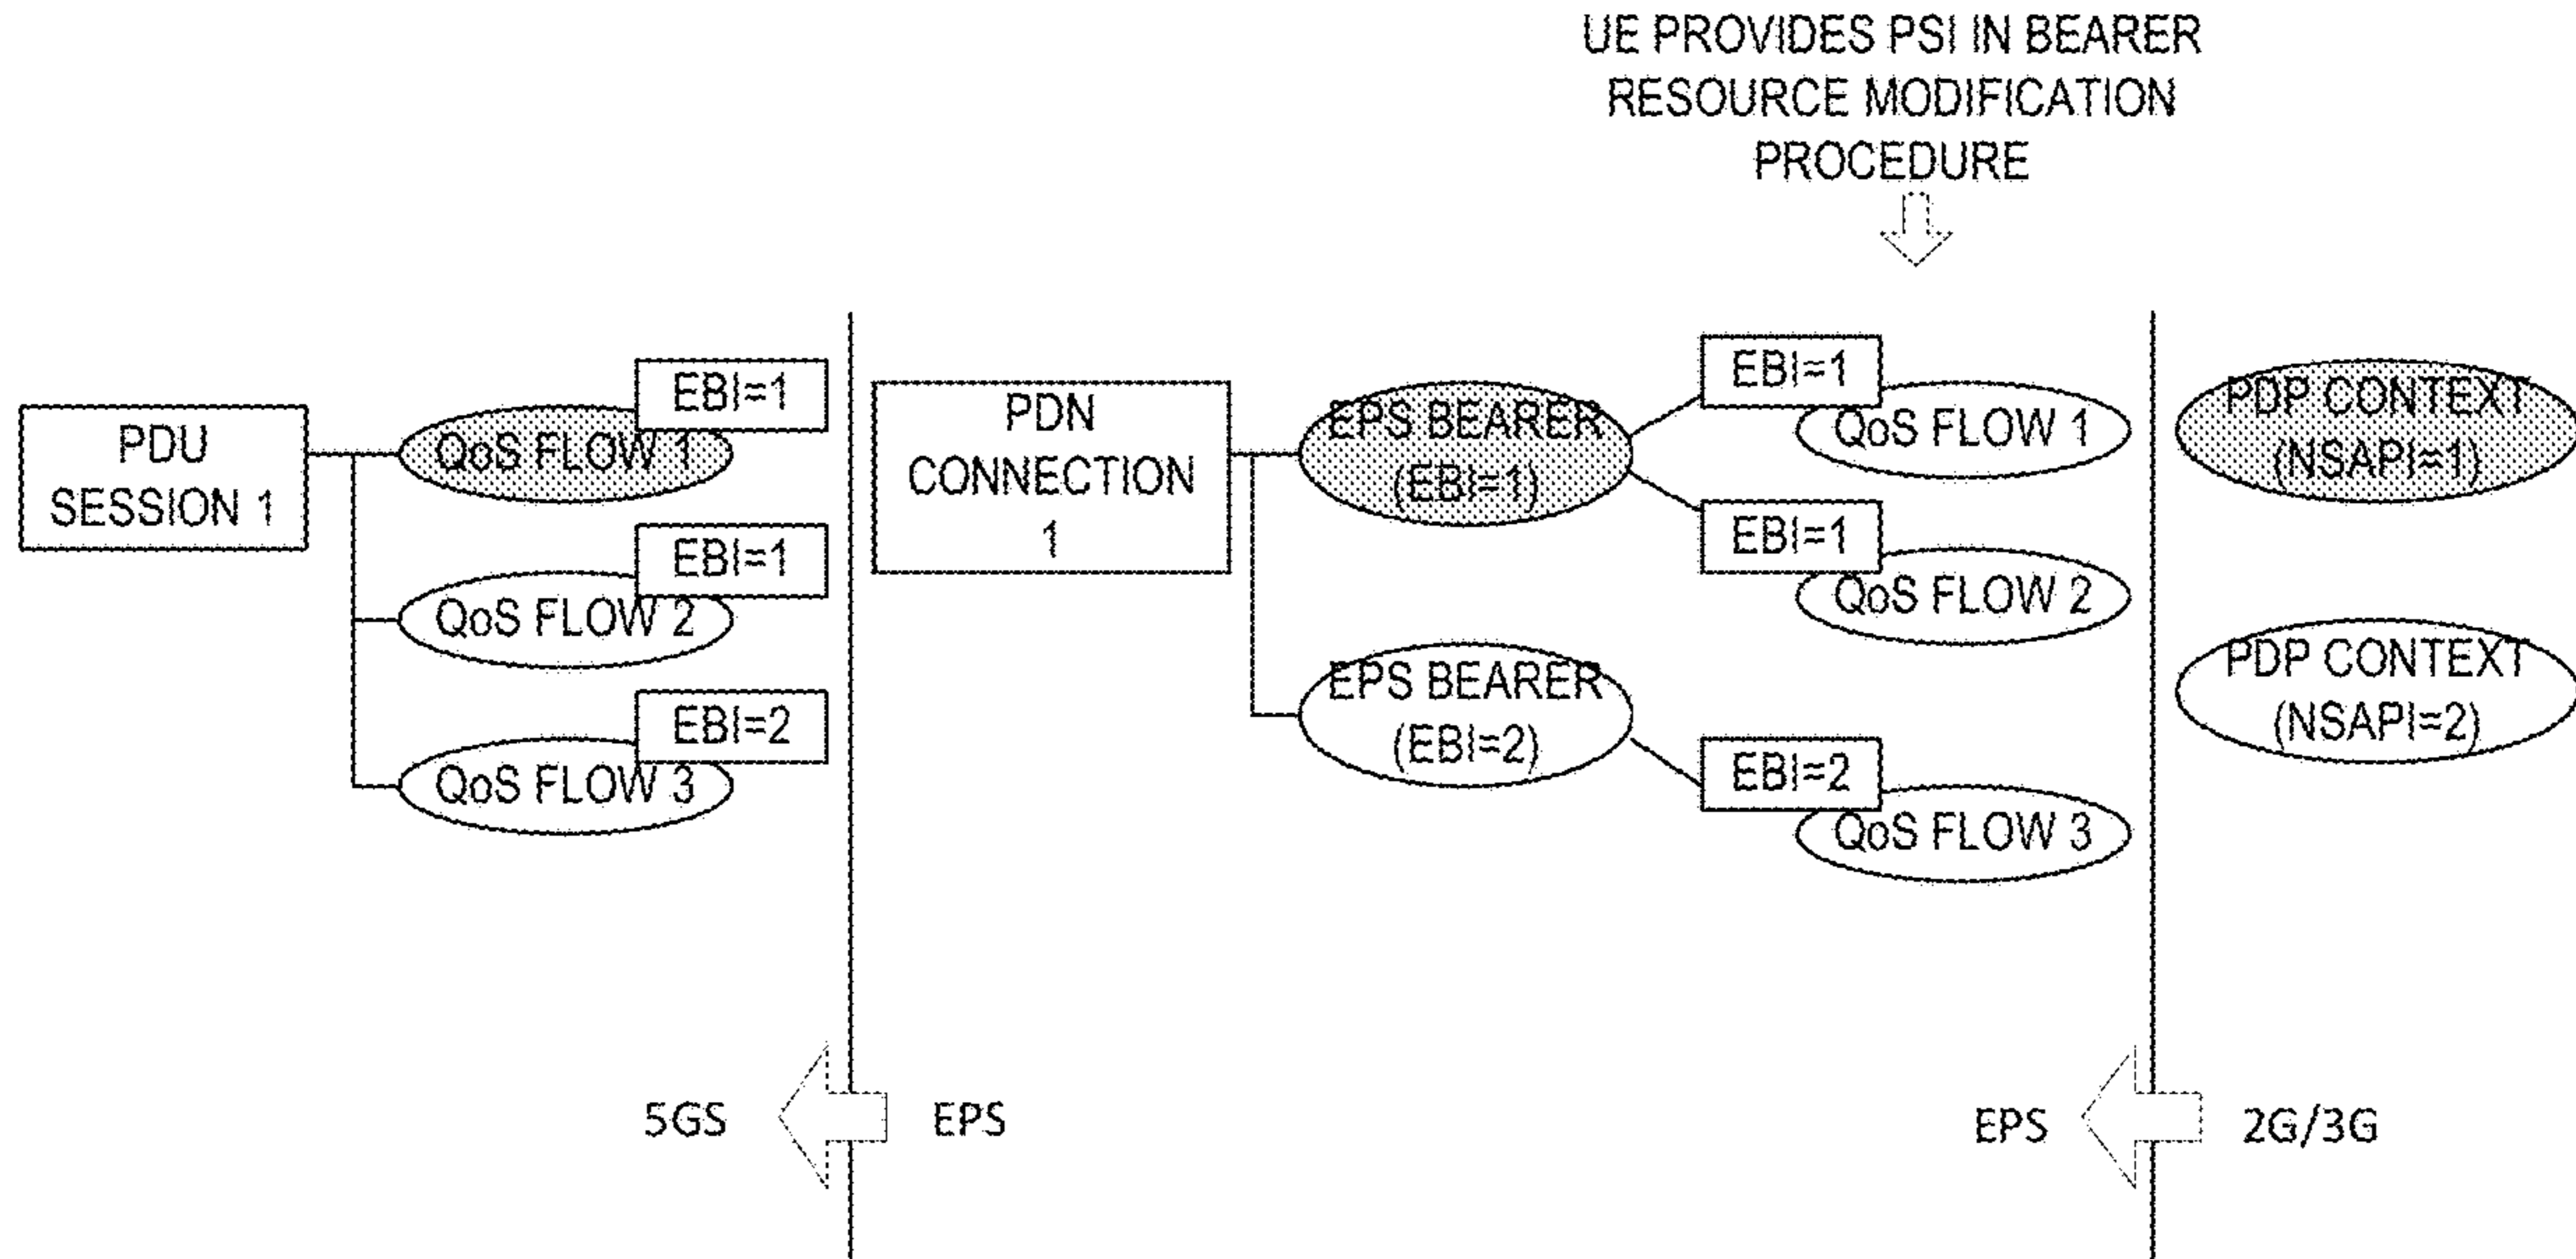 UE PROVIDES PSI IN BEARER
RESOURCE MODIFICATION
PROCEDURE
PDU
SESSION 1
EBI=1
QoS FLOW 1
EBI=1
QoS FLOW 2
EBI=2
QoS FLOW 3
PDN
CONNECTION
1
EPS BEARER
(EBI=1)
EPS BEARER
(EBI=2)
EBI=1
QoS FLOW 1
EBI=1
QoS FLOW 2
EBI=2
QoS FLOW 3
PDP CONTEXT
(NSAPI=1)
PDP CONTEXT
(NSAPI=2)
5GS
EPS
EPS
2G/3G